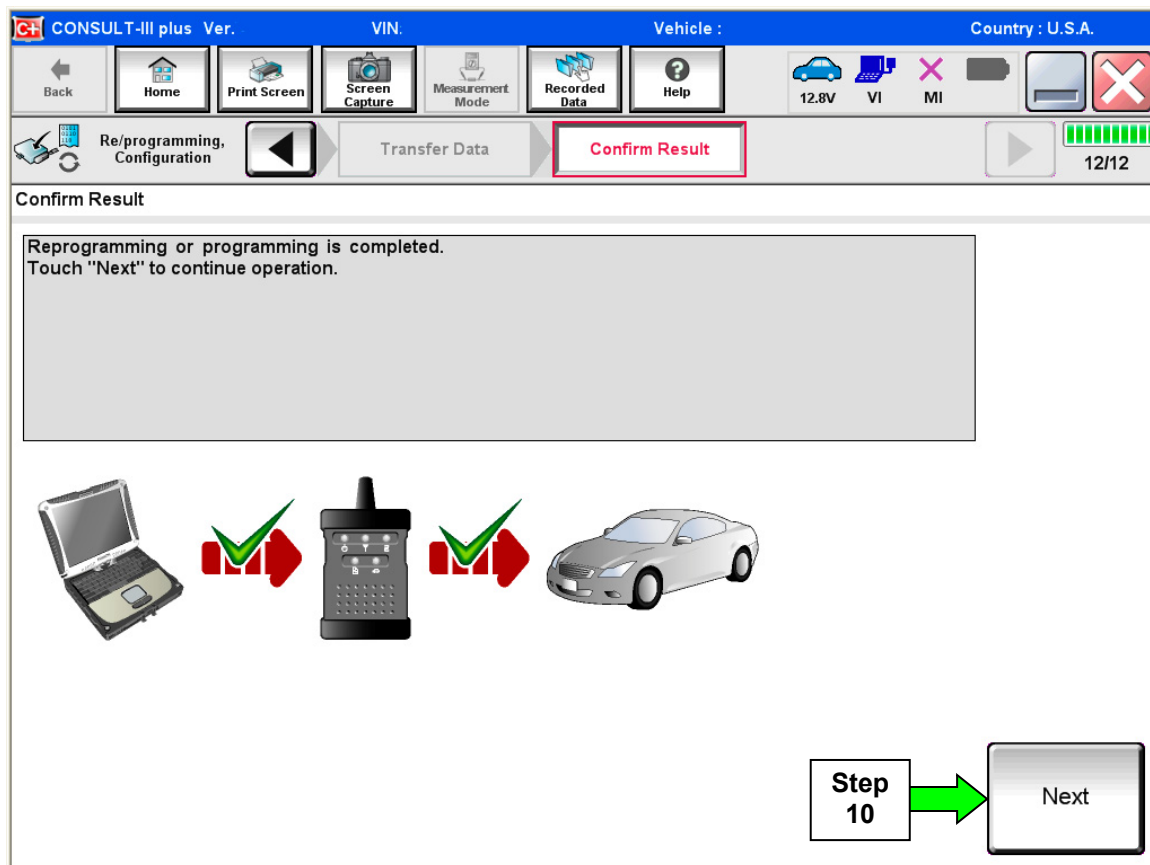 C+ CONSULT-III plus Ver. VIN: Vehicle : Country : U.S.A.
Back
Home
Print Screen
Screen
Capture
Measurement
Mode
Recorded
Data
Help
12.8V
VI
MI
Re/programming,
Configuration
Transfer Data
Confirm Result
12/12
Confirm Result
Reprogramming or programming is completed.
Touch "Next" to continue operation.
Step
10
Next